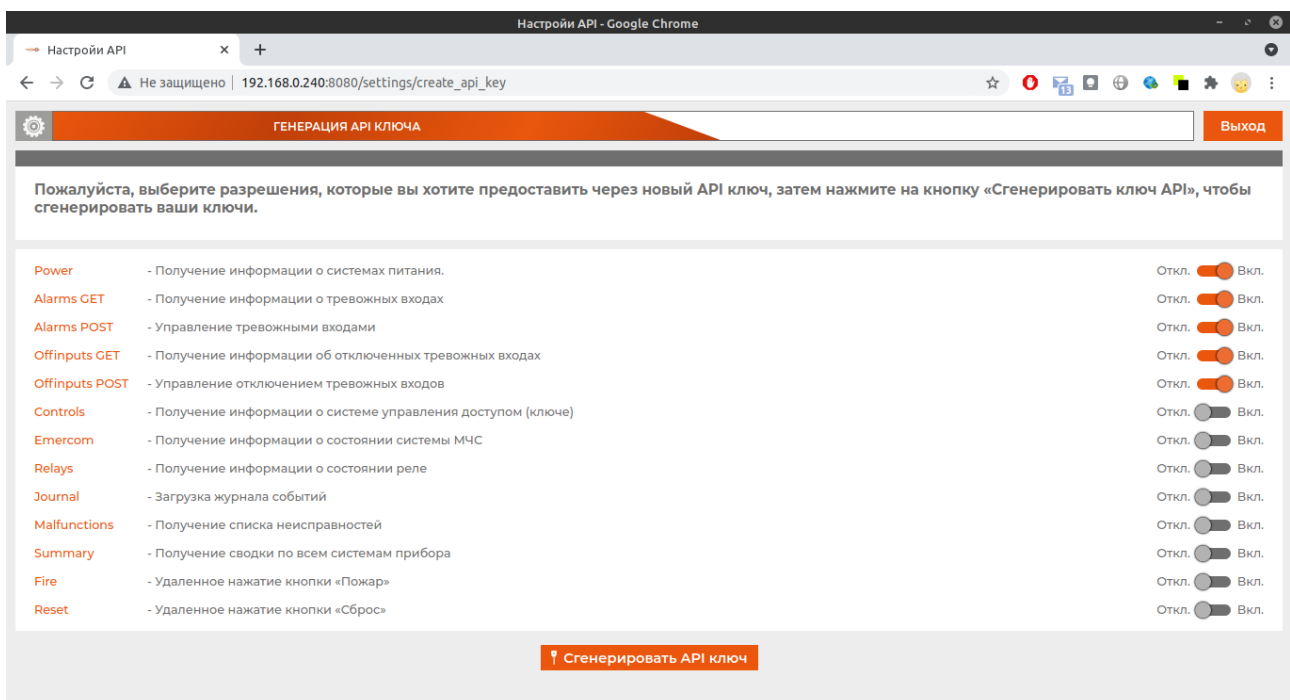 Настройи API - Google Chrome
Настройи API
Не защищено | 192.168.0.240:8080/settings/create_api_key
13
ГЕНЕРАЦИЯ API КЛЮЧА
Выход
Пожалуйста, выберите разрешения, которые вы хотите предоставить через новый API ключ, затем нажмите на кнопку «Сгенерировать ключ API», чтобы
сгенерировать ваши ключи.
Power - Получение информации о системах питания. Откл. Вкл.
Alarms GET - Получение информации о тревожных входах Откл. Вкл.
Alarms POST - Управление тревожными входами Откл. Вкл.
Offinputs GET - Получение информации об отключенных тревожных входах Откл. Вкл.
Offinputs POST - Управление отключением тревожных входов Откл. Вкл.
Controls - Получение информации о системе управления доступом (ключе) Откл. Вкл.
Emercom - Получение информации о состоянии системы МЧС Откл. Вкл.
Relays - Получение информации о состоянии реле Откл. Вкл.
Journal - Загрузка журнала событий Откл. Вкл.
Malfunctions - Получение списка неисправностей Откл. Вкл.
Summary - Получение сводки по всем системам прибора Откл. Вкл.
Fire - Удаленное нажатие кнопки «Пожар» Откл. Вкл.
Reset - Удаленное нажатие кнопки «Сброс» Откл. Вкл.
Сгенерировать API ключ